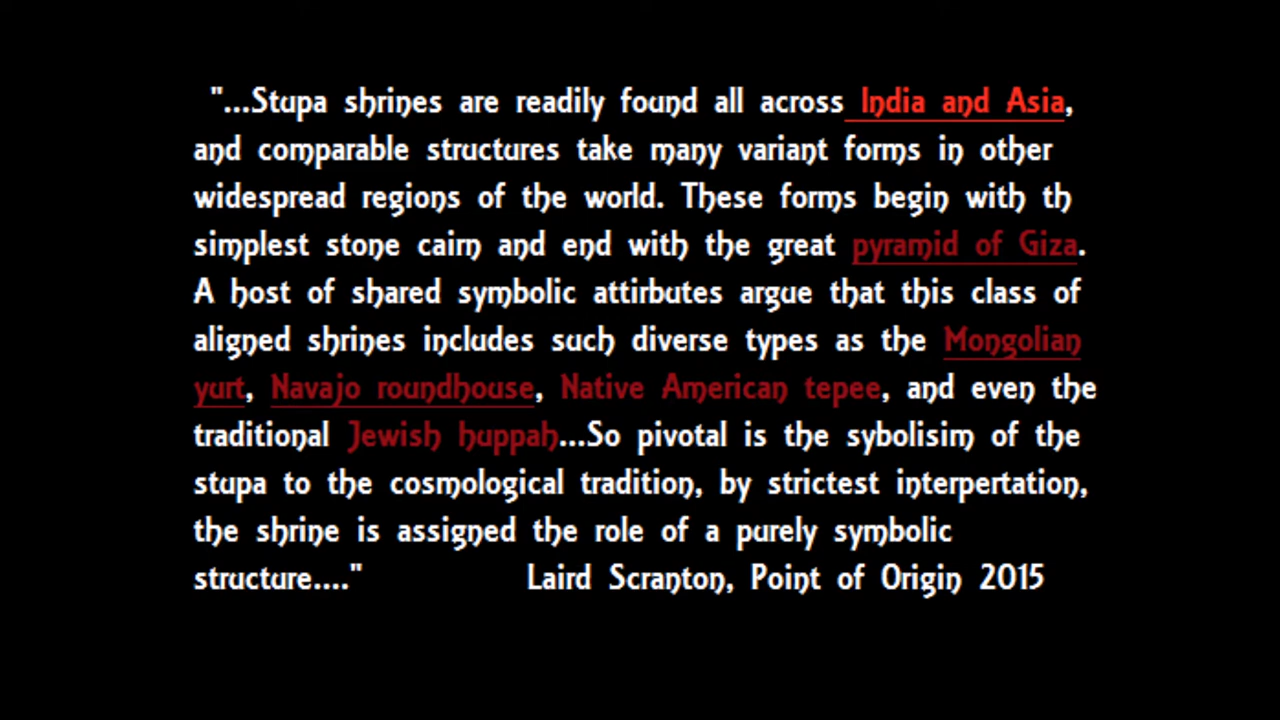 "...Stupa shrines are readily found all across India and Asia,
and comparable structures take many variant forms in other
widespread regions of the world. These forms begin with th
simplest stone cairn and end with the great pyramid of Giza.
A host of shared symbolic attirbutes argue that this class of
aligned shrines includes such diverse types as the Mongolian
yurt, Navajo roundhouse, Native American tepee, and even the
traditional Jewish huppah...So pivotal is the sybolisim of the
stupa to the cosmological tradition, by strictest interpertation,
the shrine is assigned the role of a purely symbolic
structure...." Laird Scranton, Point of Origin 2015